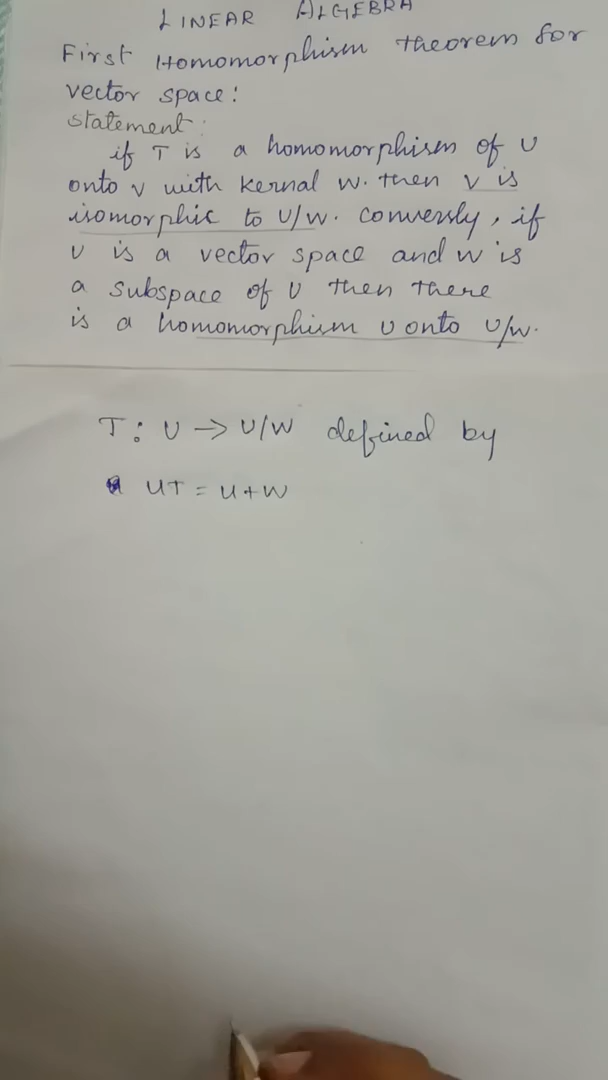 LINEAR ALGEBRA
First Homomorphism theorem for
vector space:
statement:
if T is a homomorphism of U
onto V with kernal W. then V is
isomorphic to U/W. conversly, if
U is a vector space and W is
a subspace of U then there
is a homomorphism U onto U/W.
T: U → U/W defined by
UT = U+W